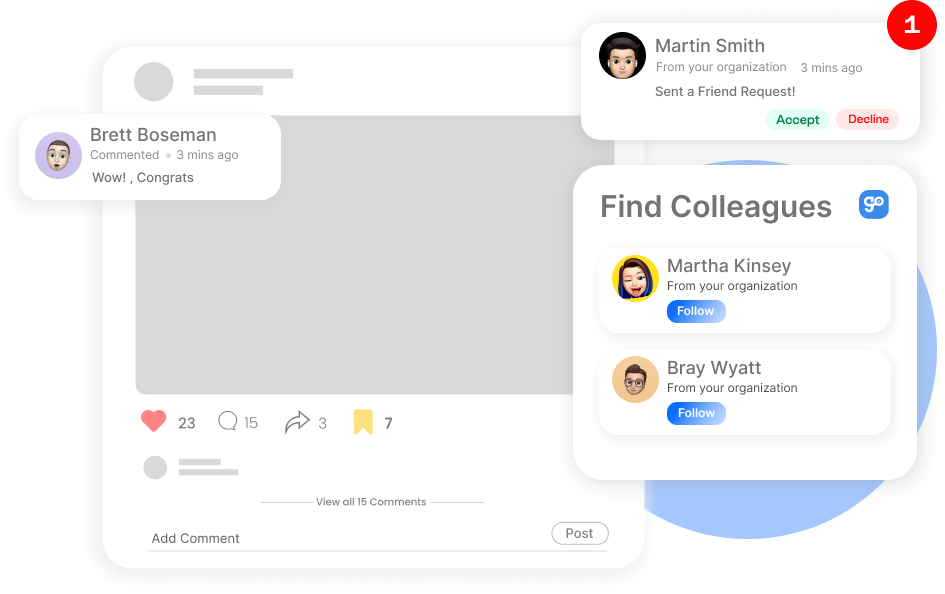 1
Martin Smith
From your organization 3 mins ago
Sent a Friend Request!
Accept Decline
Brett Boseman
Commented • 3 mins ago
Wow! , Congrats
Find Colleagues go
Martha Kinsey
From your organization
Follow
Bray Wyatt
From your organization
Follow
23 15 3 7
View all 15 Comments
Add Comment Post